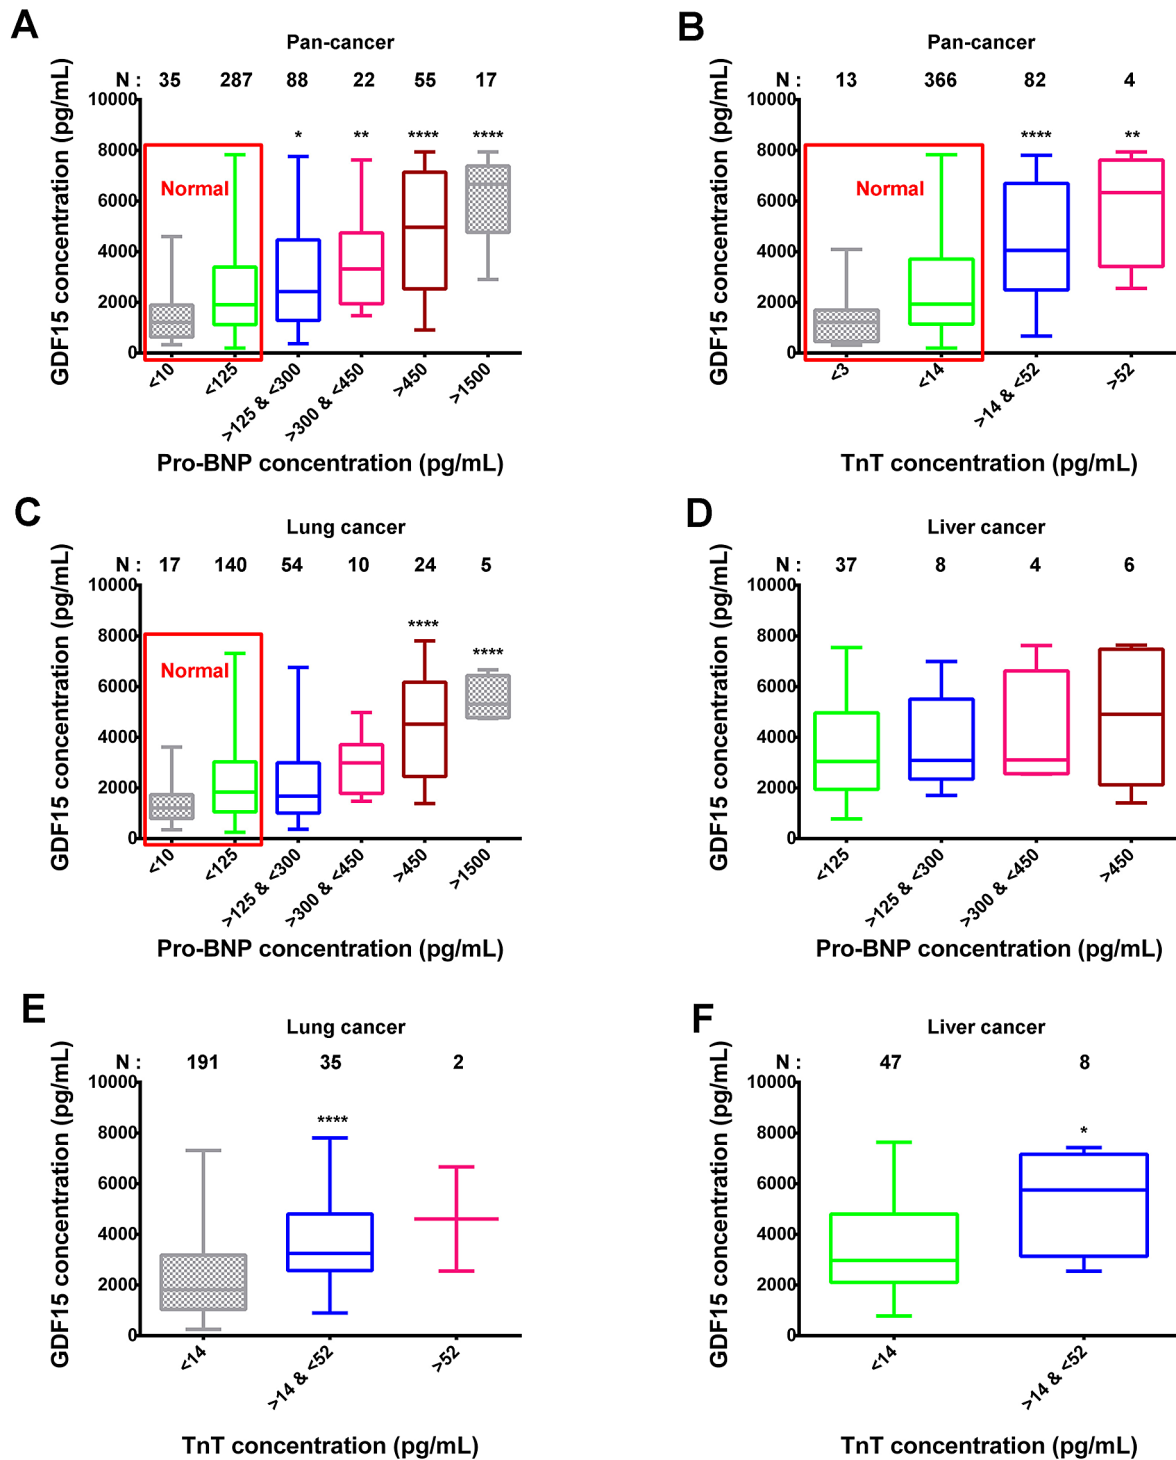 A
Pan-cancer
N : 35 287 88 22 55 17
GDF15 concentration (pg/mL)
10000
8000
6000
4000
2000
0
* ** **** ****
Normal
<10 <125 >125 & <300 >300 & <450 >450 >1500
Pro-BNP concentration (pg/mL)
B
Pan-cancer
N : 13 366 82 4
GDF15 concentration (pg/mL)
10000
8000
6000
4000
2000
0
**** **
Normal
<3 <14 >14 & <52 >52
TnT concentration (pg/mL)
C
Lung cancer
N : 17 140 54 10 24 5
GDF15 concentration (pg/mL)
10000
8000
6000
4000
2000
0
**** ****
Normal
<10 <125 >125 & <300 >300 & <450 >450 >1500
Pro-BNP concentration (pg/mL)
D
Liver cancer
N : 37 8 4 6
GDF15 concentration (pg/mL)
10000
8000
6000
4000
2000
0
<125 >125 & <300 >300 & <450 >450
Pro-BNP concentration (pg/mL)
E
Lung cancer
N : 191 35 2
GDF15 concentration (pg/mL)
10000
8000
6000
4000
2000
0
****
<14 >14 & <52 >52
TnT concentration (pg/mL)
F
Liver cancer
N : 47 8
GDF15 concentration (pg/mL)
10000
8000
6000
4000
2000
0
*
<14 >14 & <52
TnT concentration (pg/mL)